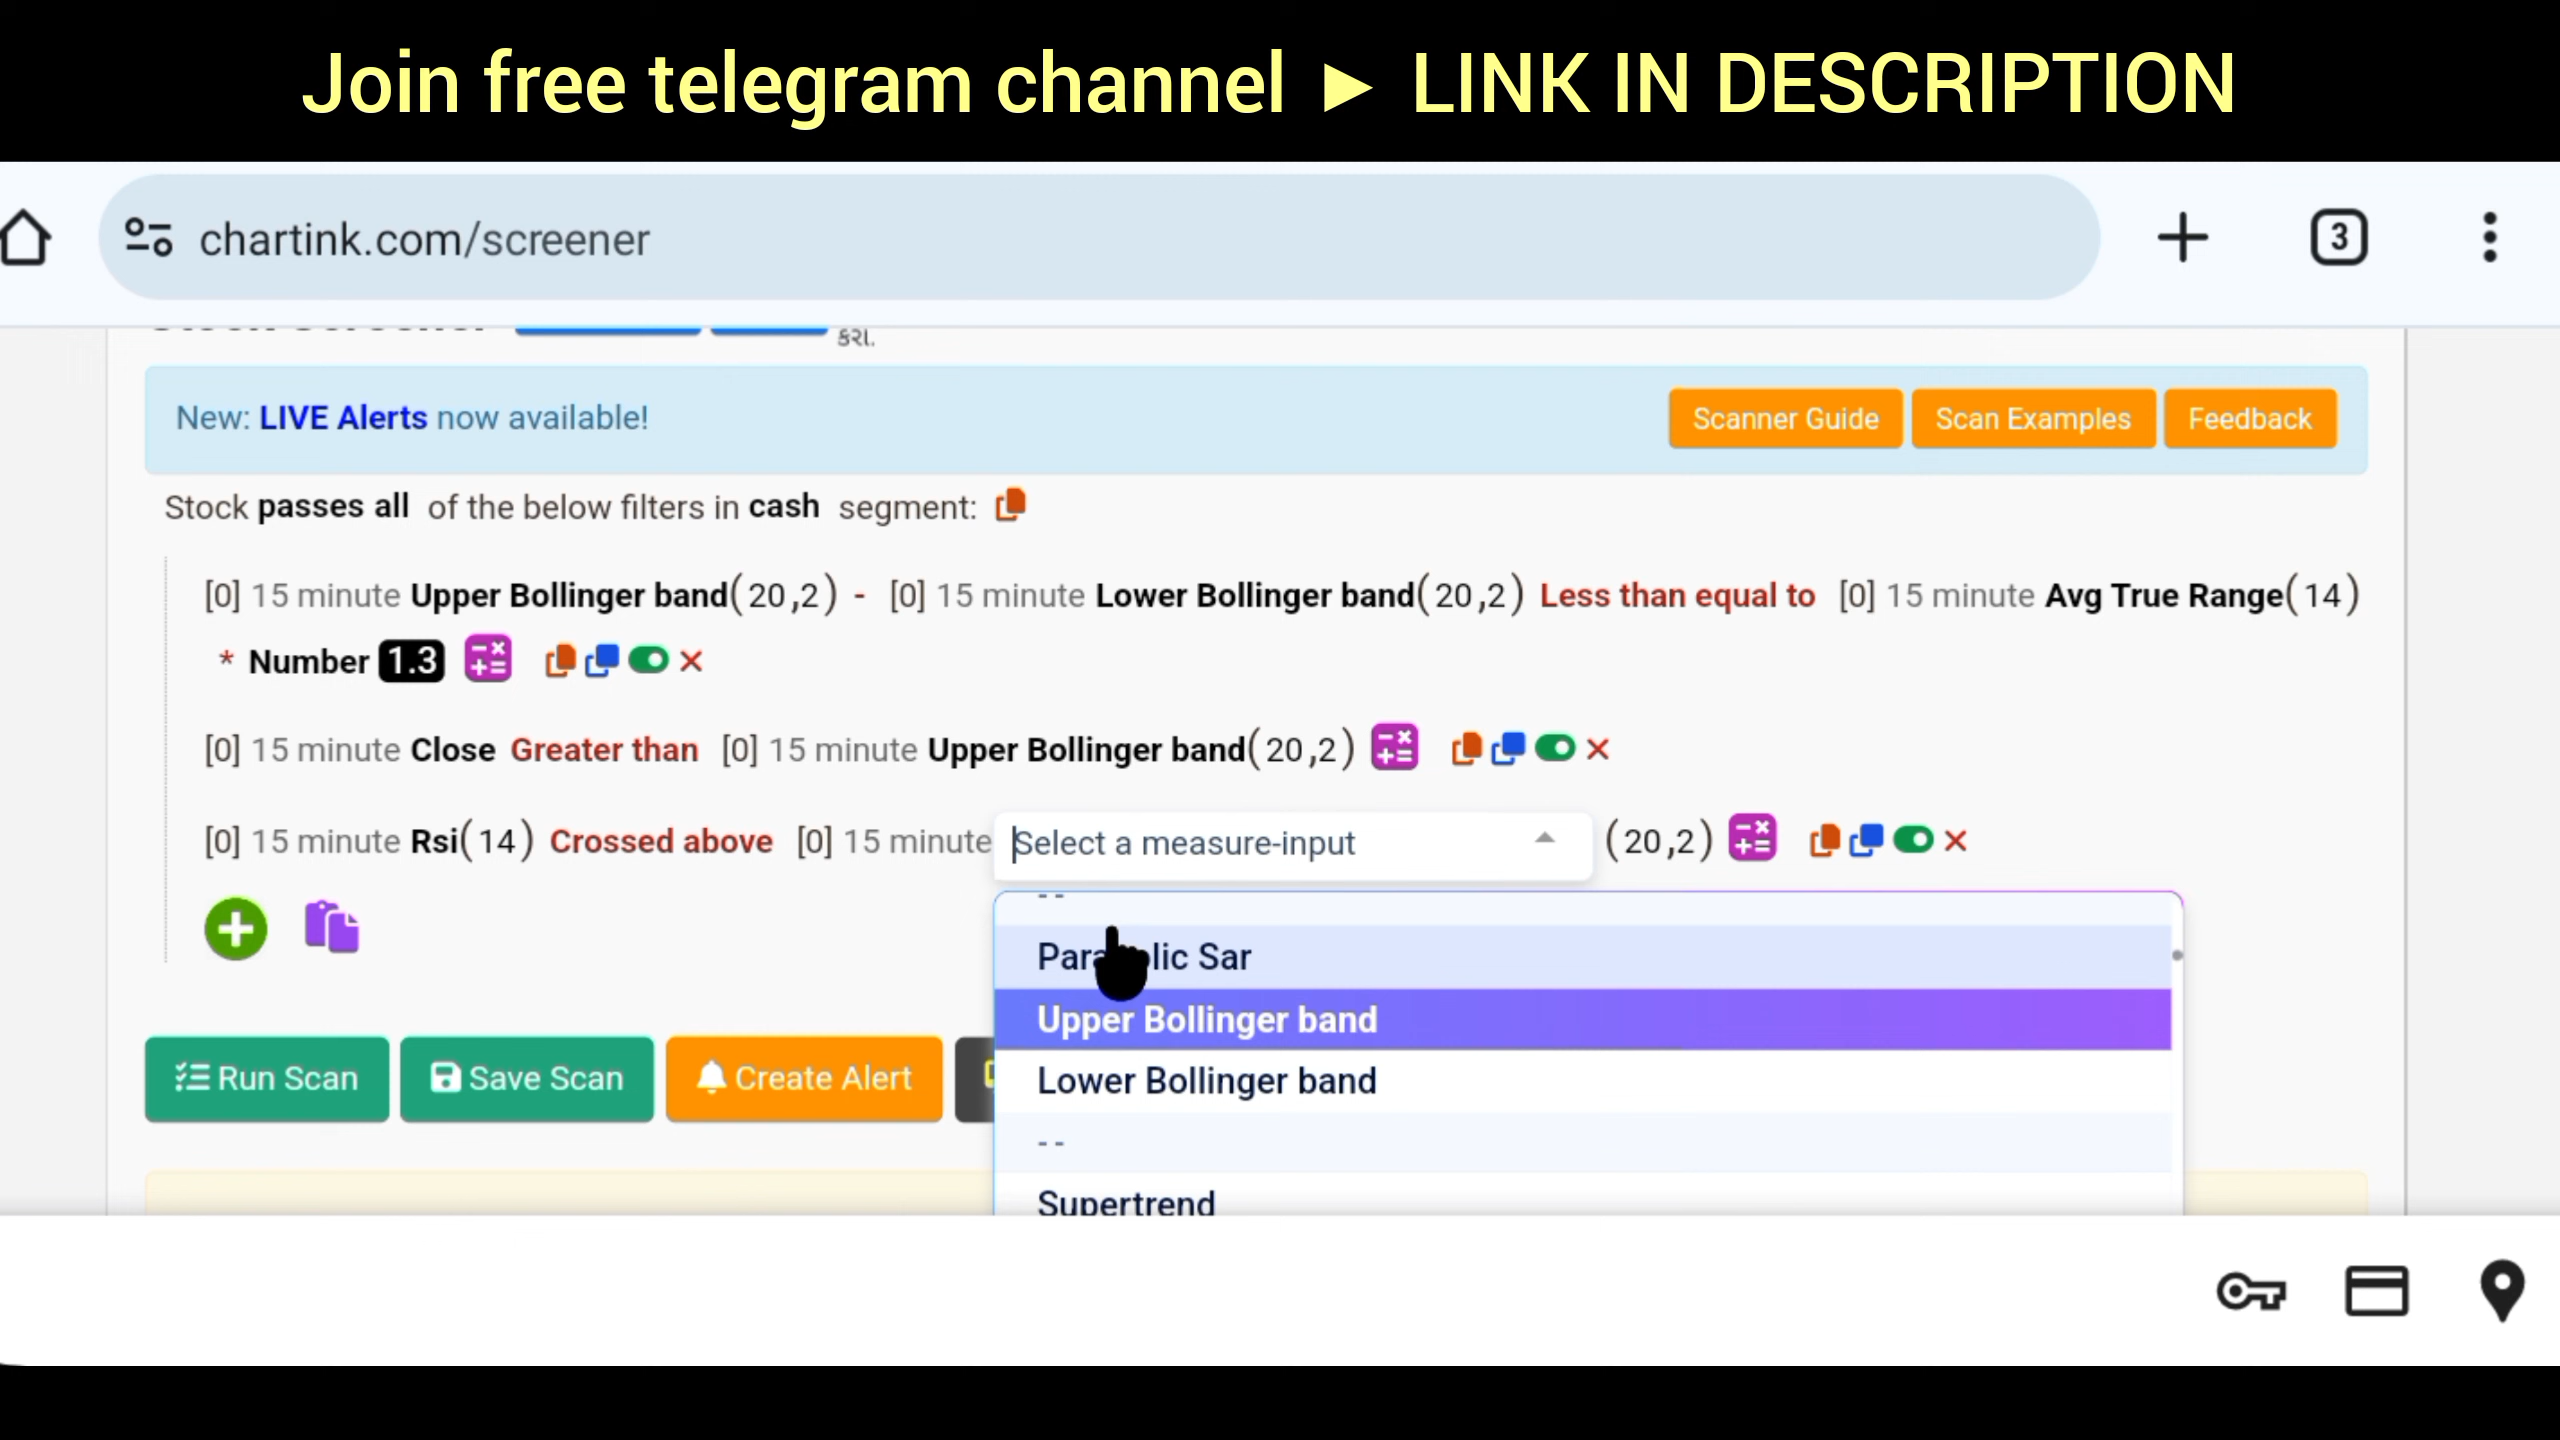 Join free telegram channel ► LINK IN DESCRIPTION
chartink.com/screener
3
કરો.
New: LIVE Alerts now available!
Scanner Guide
Scan Examples
Feedback
Stock passes all of the below filters in cash segment:
[0] 15 minute Upper Bollinger band(20,2) - [0] 15 minute Lower Bollinger band(20,2) Less than equal to [0] 15 minute Avg True Range(14)
* Number 1.3
[0] 15 minute Close Greater than [0] 15 minute Upper Bollinger band(20,2)
[0] 15 minute Rsi(14) Crossed above [0] 15 minute Select a measure-input (20,2)
--
Parabolic Sar
Upper Bollinger band
Lower Bollinger band
--
Supertrend
Run Scan
Save Scan
Create Alert